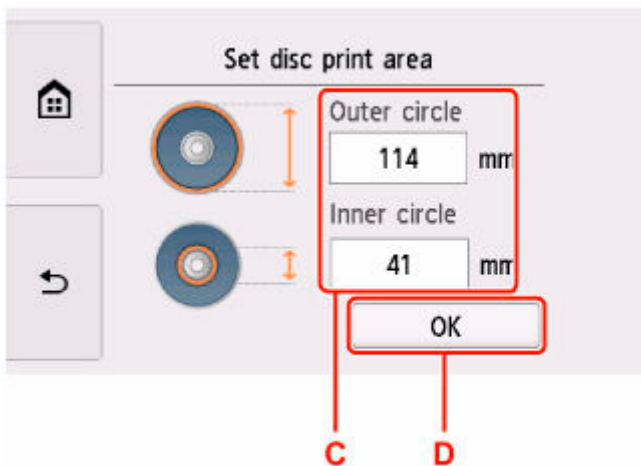 Set disc print area
Outer circle
114 mm
Inner circle
41 mm
OK
C D